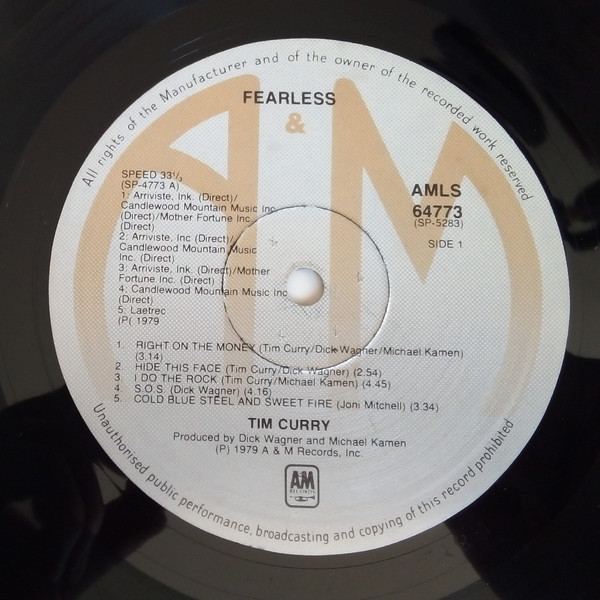 All rights of the Manufacturer and of the owner of the recorded work reserved
FEARLESS
&
SPEED 33⅓
(SP-4773 A)
1: Arriviste, Ink. (Direct)/
Candlewood Mountain Music Inc.
(Direct)/Mother Fortune Inc.
(Direct)
2: Arriviste, Inc (Direct)/
Candlewood Mountain Music
Inc. (Direct)
3: Arriviste, Ink. (Direct)/Mother
Fortune Inc. (Direct)
4: Candlewood Mountain Music Inc
(Direct)
5: Laetrec
(P( 1979
AMLS
64773
(SP-5283)
SIDE 1
1. RIGHT ON THE MONEY (Tim Curry/Dick Wagner/Michael Kamen)
(3.14)
2. HIDE THIS FACE (Tim Curry/Dick Wagner) (2.54)
3. I DO THE ROCK (Tim Curry/Michael Kamen) (4.45)
4. S.O.S. (Dick Wagner) (4.16)
5. COLD BLUE STEEL AND SWEET FIRE (Joni Mitchell) (3.34)
TIM CURRY
Produced by Dick Wagner and Michael Kamen
(P) 1979 A & M Records, Inc.
AM
RECORDS
Unauthorised public performance, broadcasting and copying of this record prohibited